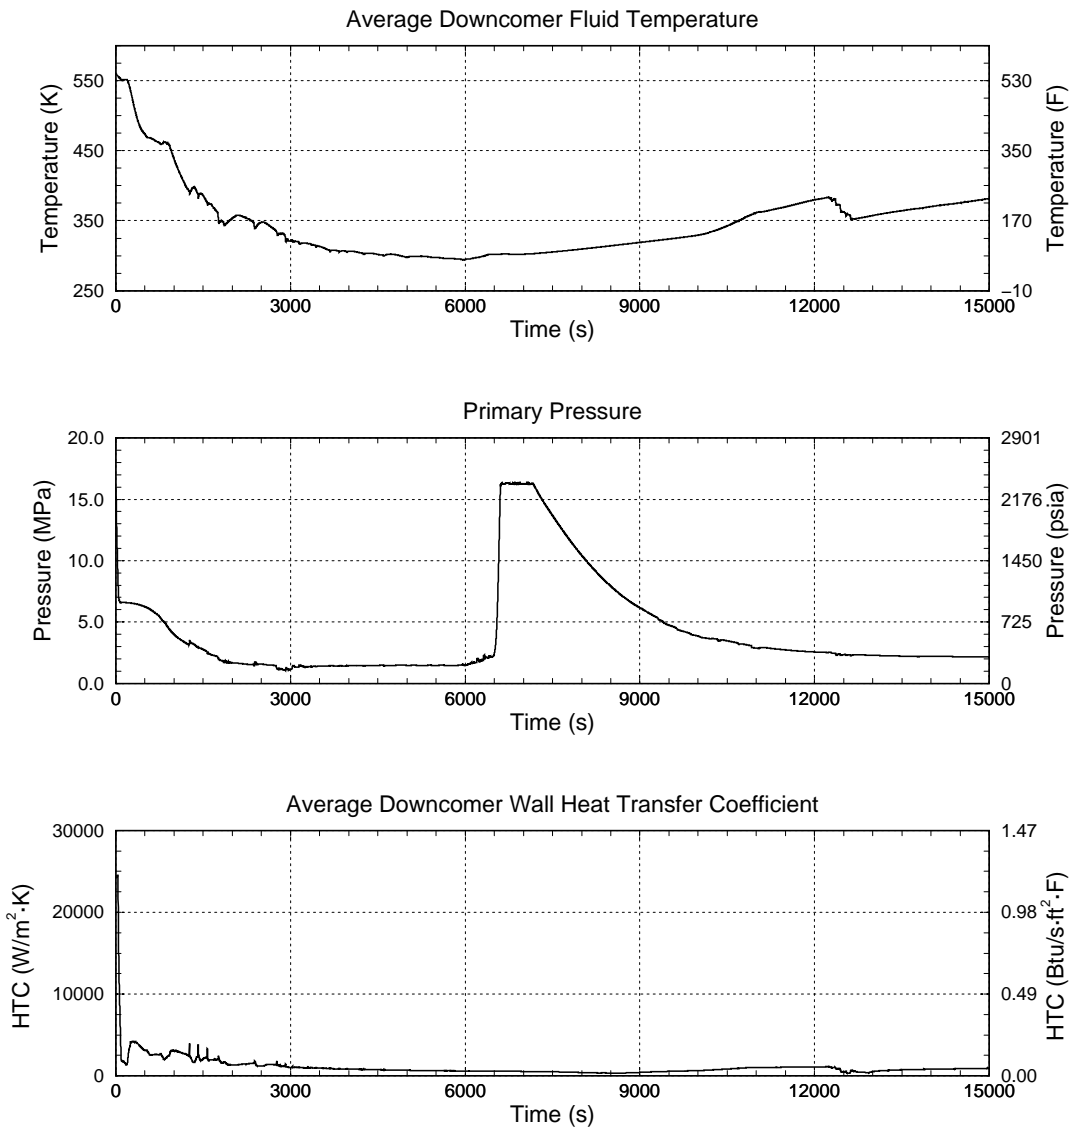 Average Downcomer Fluid Temperature
Temperature (K)
550
450
350
250
530
350
170
−10
Temperature (F)
0 3000 6000 9000 12000 15000
Time (s)
Primary Pressure
Pressure (MPa)
20.0
15.0
10.0
5.0
0.0
2901
2176
1450
725
0
Pressure (psia)
0 3000 6000 9000 12000 15000
Time (s)
Average Downcomer Wall Heat Transfer Coefficient
HTC (W/m²·K)
30000
20000
10000
0
1.47
0.98
0.49
0.00
HTC (Btu/s·ft²·F)
0 3000 6000 9000 12000 15000
Time (s)